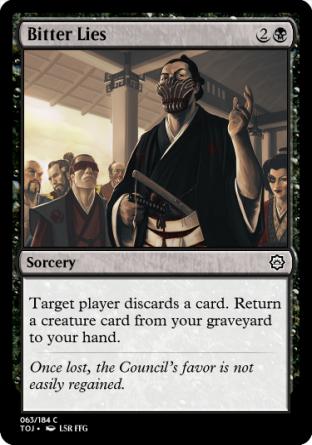 Bitter Lies 2
Sorcery
Target player discards a card. Return
a creature card from your graveyard
to your hand.
Once lost, the Council's favor is not
easily regained.
063/184 C
TOJ • LSR FFG